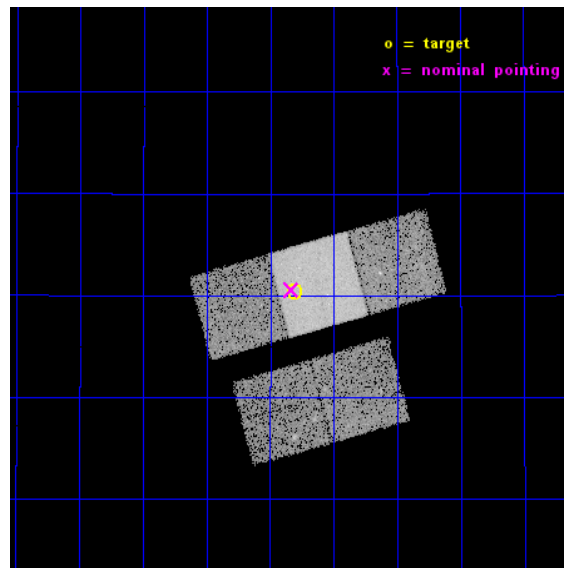 o = target
x = nominal pointing